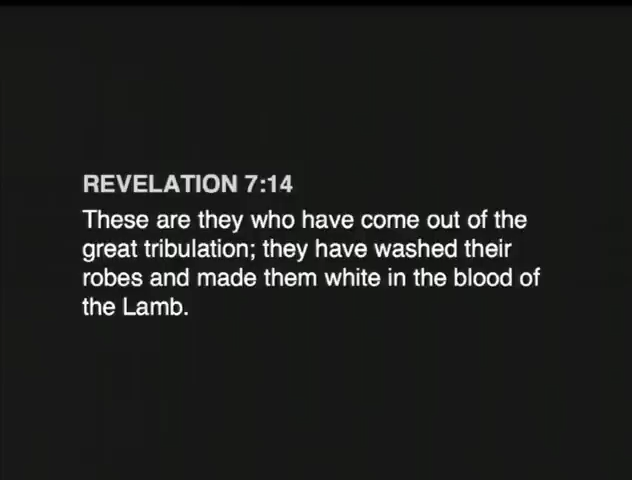 REVELATION 7:14
These are they who have come out of the
great tribulation; they have washed their
robes and made them white in the blood of
the Lamb.